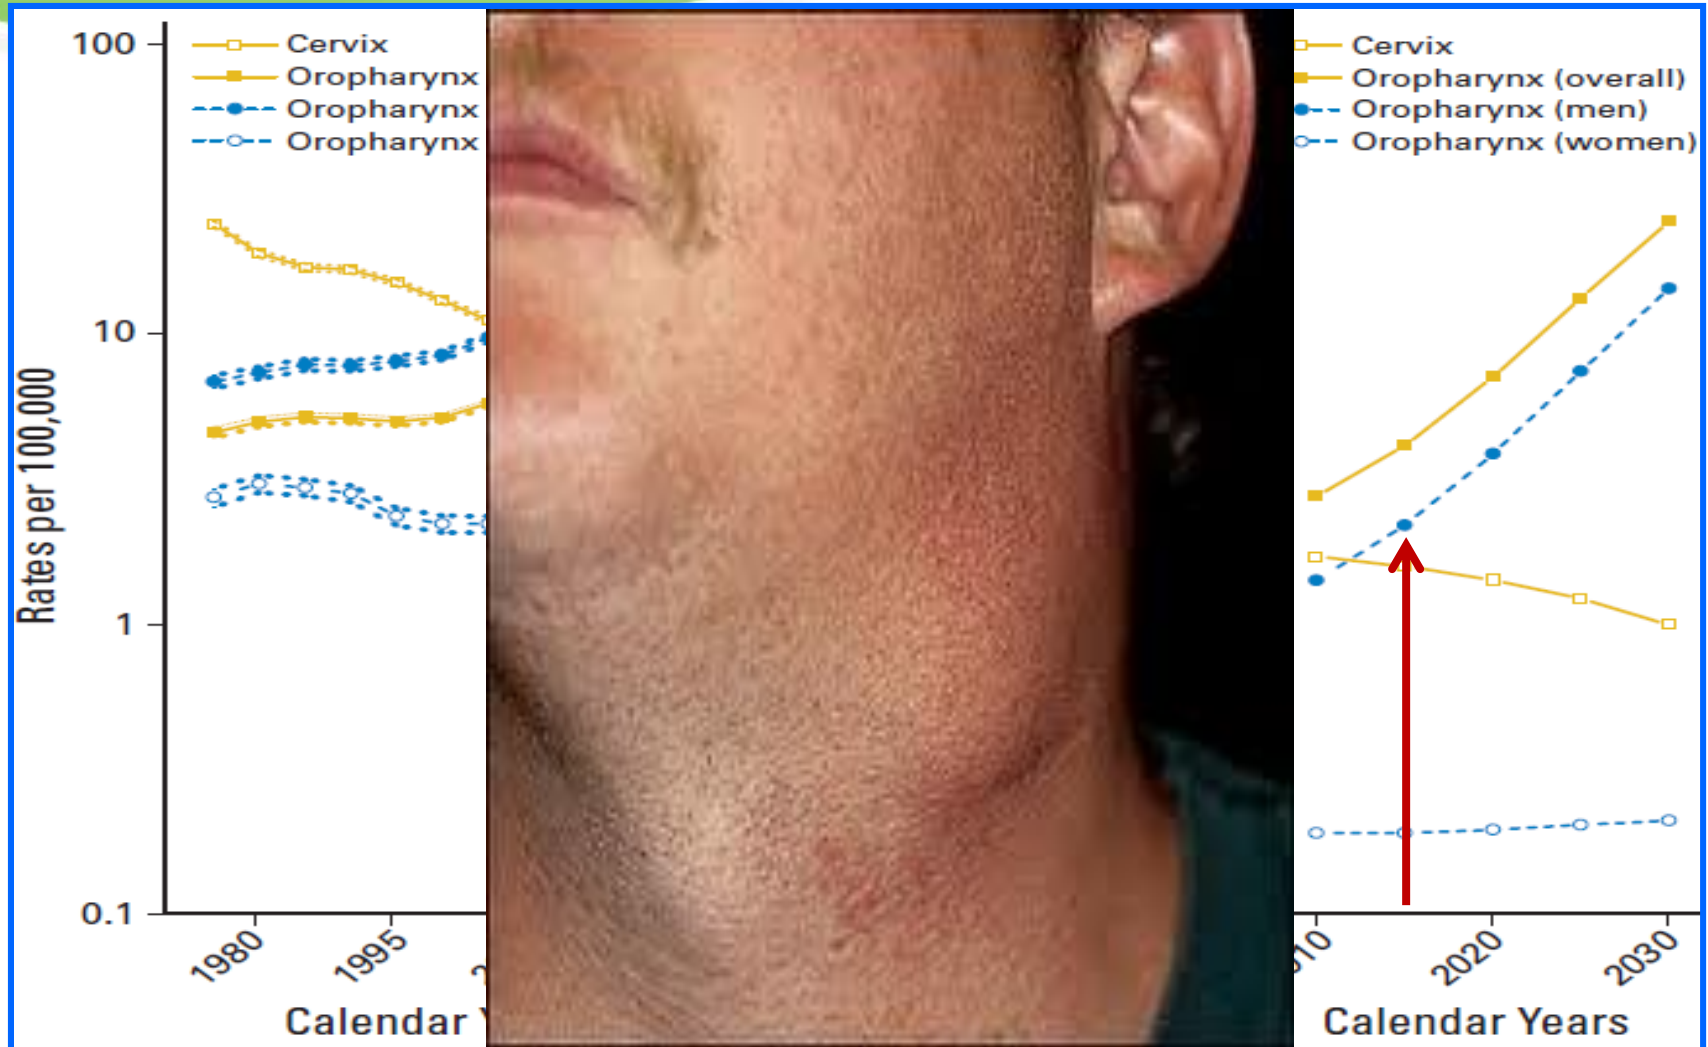 Rates per 100,000
100
10
1
0.1
Cervix
Oropharynx
Oropharynx
Oropharynx
1980
1995
Calendar
Cervix
Oropharynx (overall)
Oropharynx (men)
Oropharynx (women)
10
2020
2030
Calendar Years